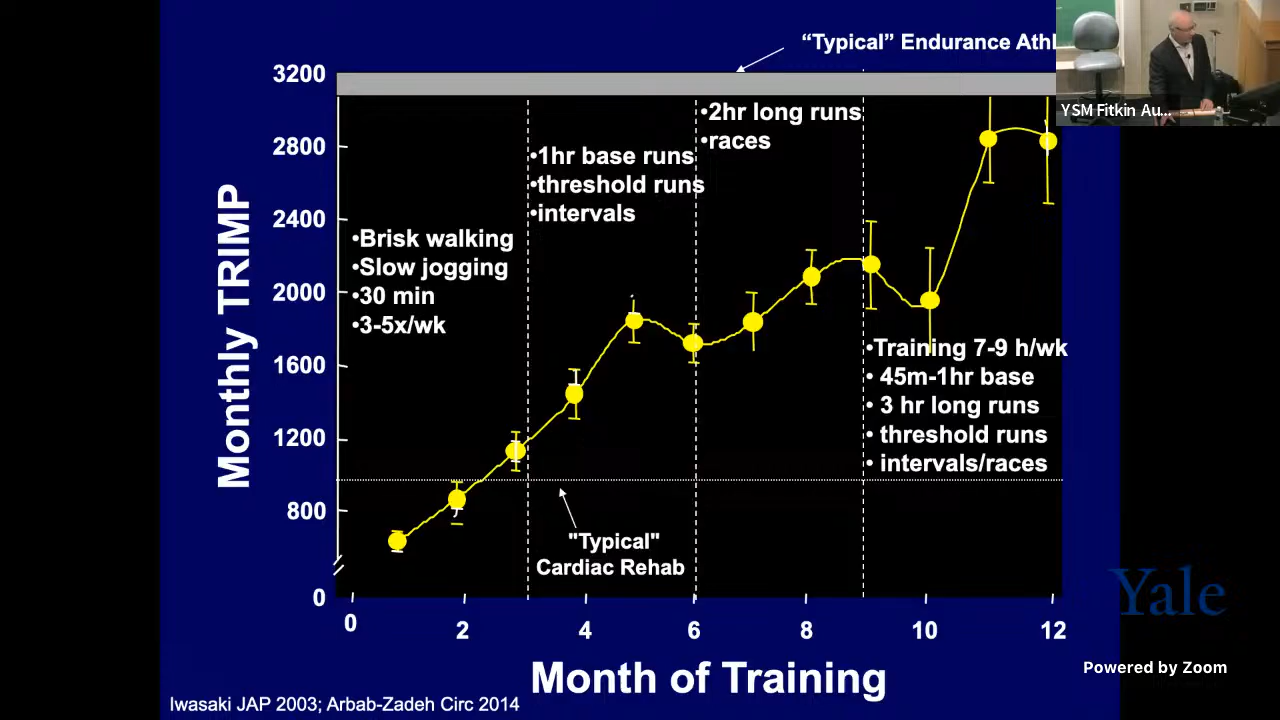 “Typical” Endurance Athl
YSM Fitkin Au...
3200
2800
2400
2000
1600
1200
800
0
Monthly TRIMP
•Brisk walking
•Slow jogging
•30 min
•3-5x/wk
•1hr base runs
•threshold runs
•intervals
•2hr long runs
•races
•Training 7-9 h/wk
• 45m-1hr base
• 3 hr long runs
• threshold runs
• intervals/races
"Typical"
Cardiac Rehab
0 2 4 6 8 10 12
Month of Training
Iwasaki JAP 2003; Arbab-Zadeh Circ 2014
Yale
Powered by Zoom